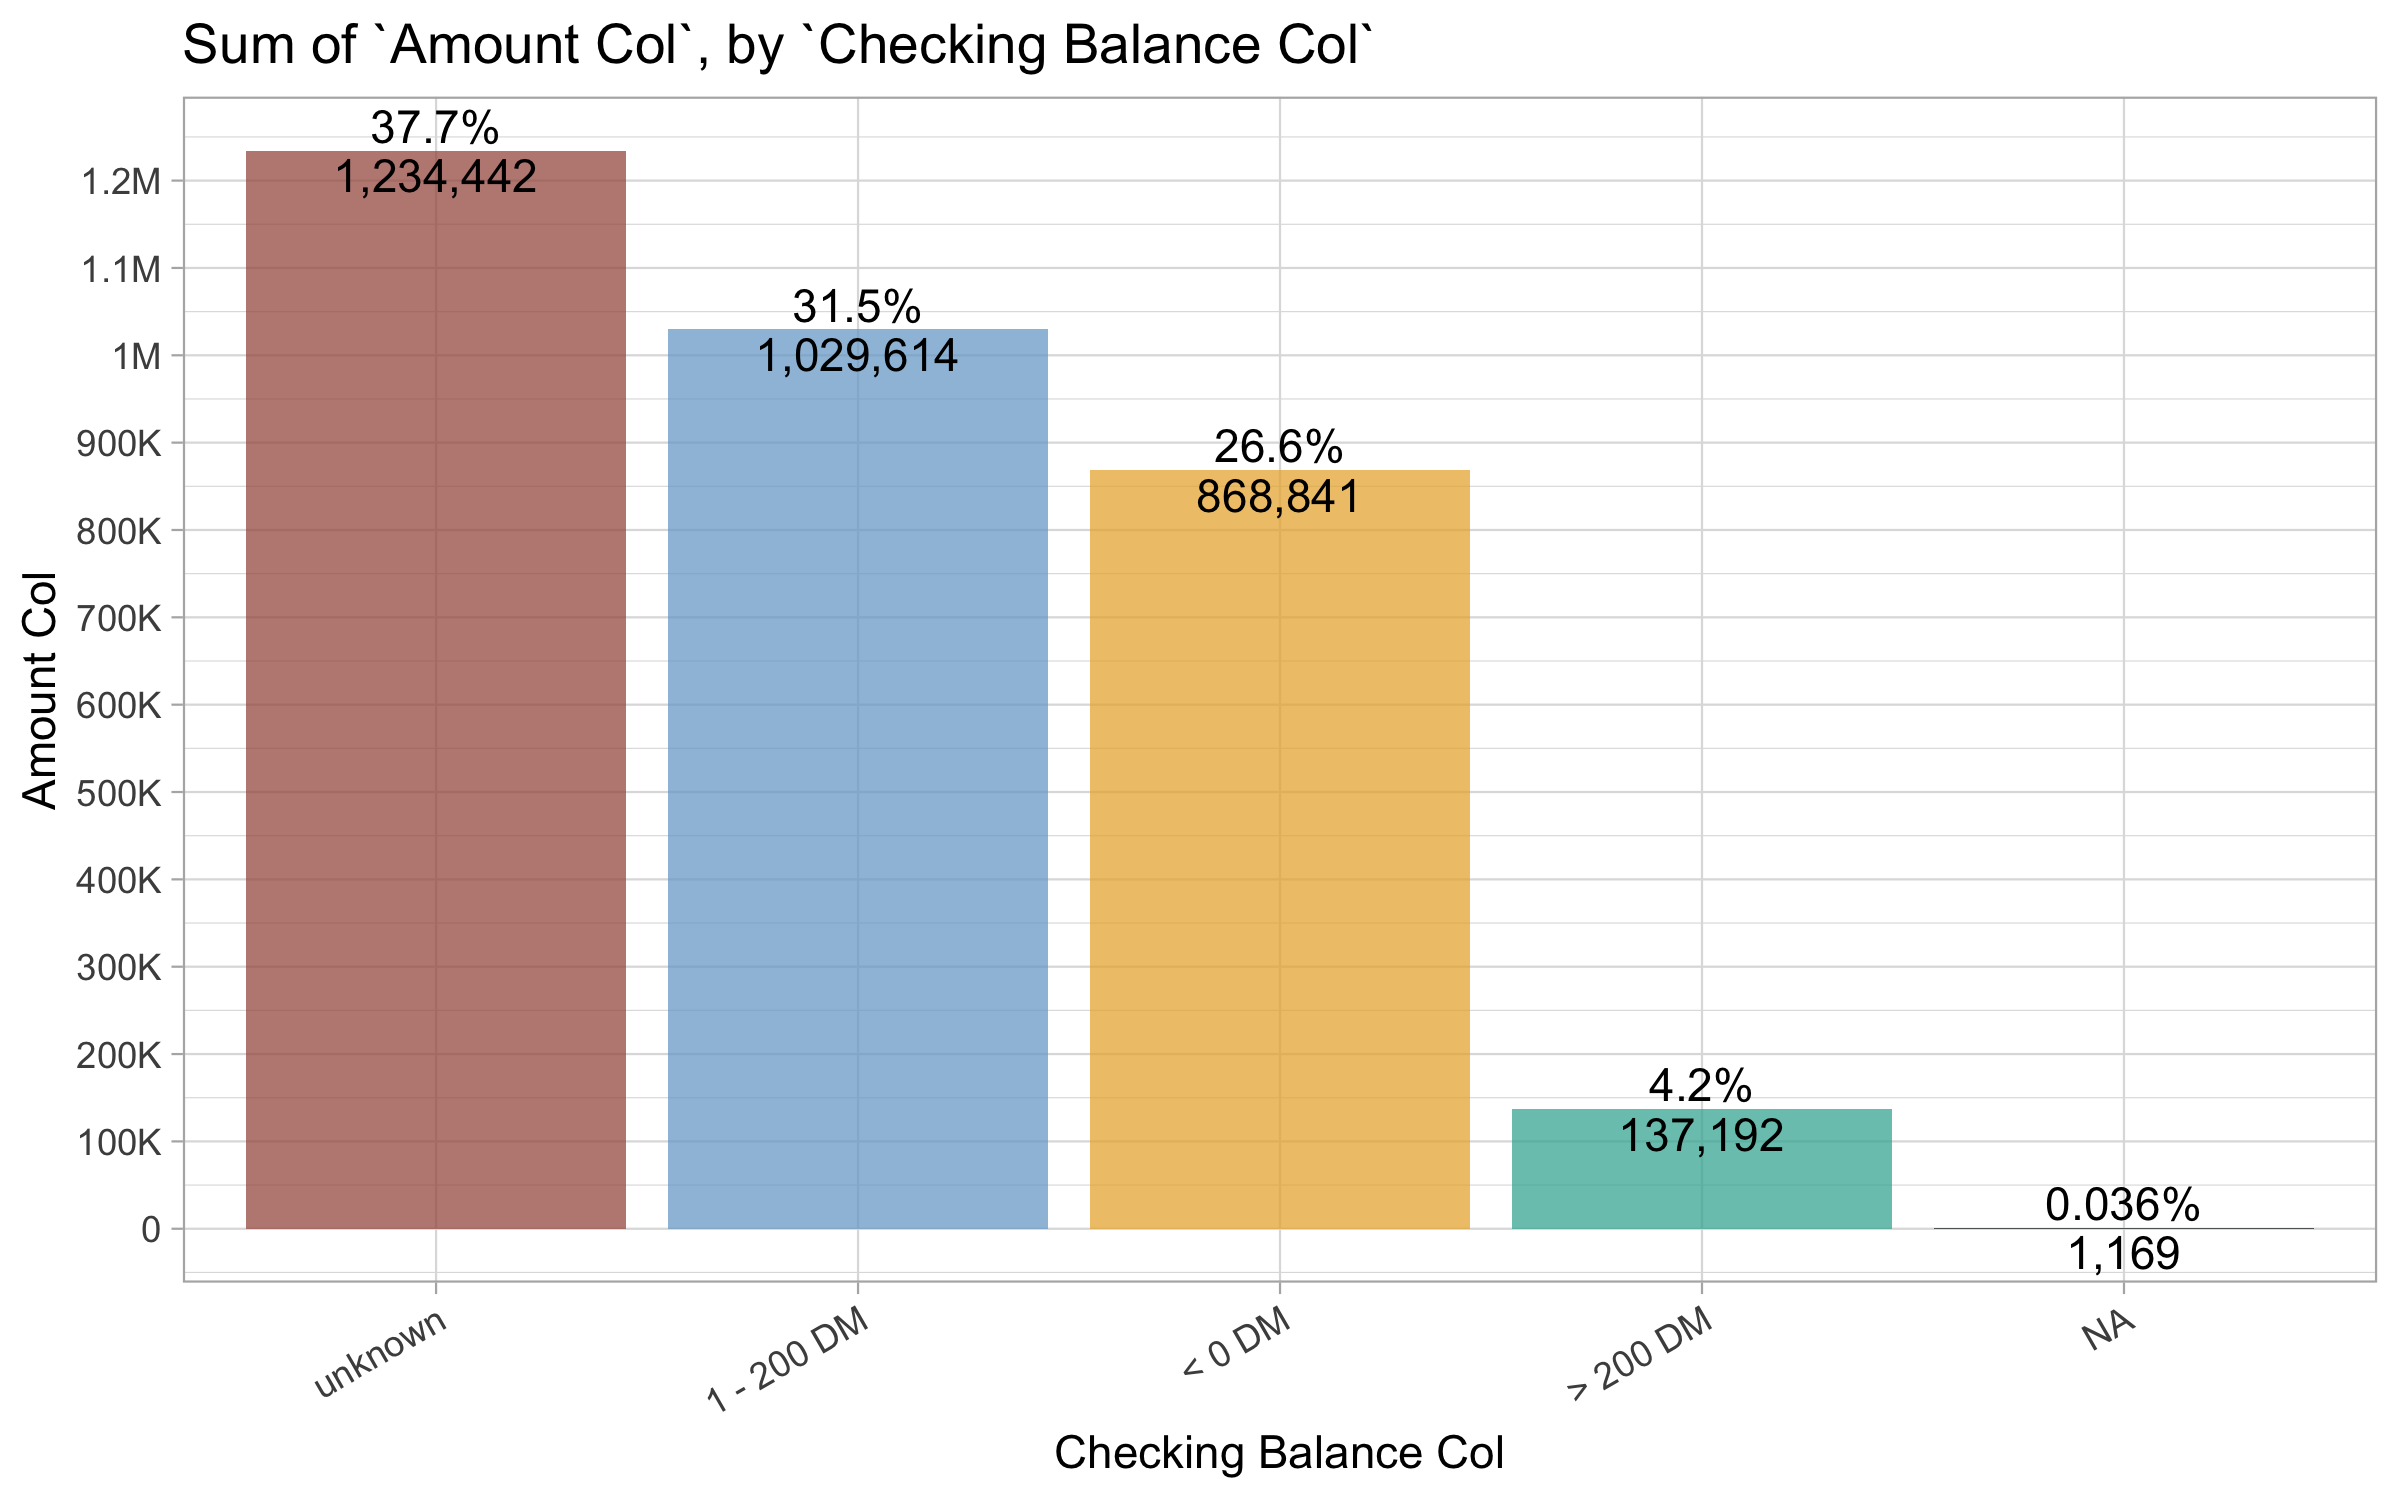 Sum of `Amount Col`, by `Checking Balance Col`
37.7%
1,234,442
31.5%
1,029,614
26.6%
868,841
4.2%
137,192
0.036%
1,169
1.2M
1.1M
1M
900K
800K
700K
600K
500K
400K
300K
200K
100K
0
Amount Col
unknown
1 - 200 DM
< 0 DM
> 200 DM
NA
Checking Balance Col